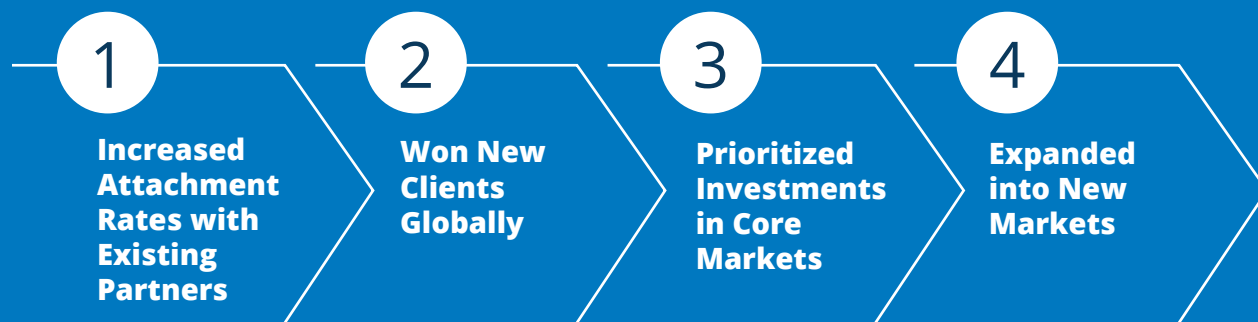 1
Increased
Attachment
Rates with
Existing
Partners
2
Won New
Clients
Globally
3
Prioritized
Investments
in Core
Markets
4
Expanded
into New
Markets